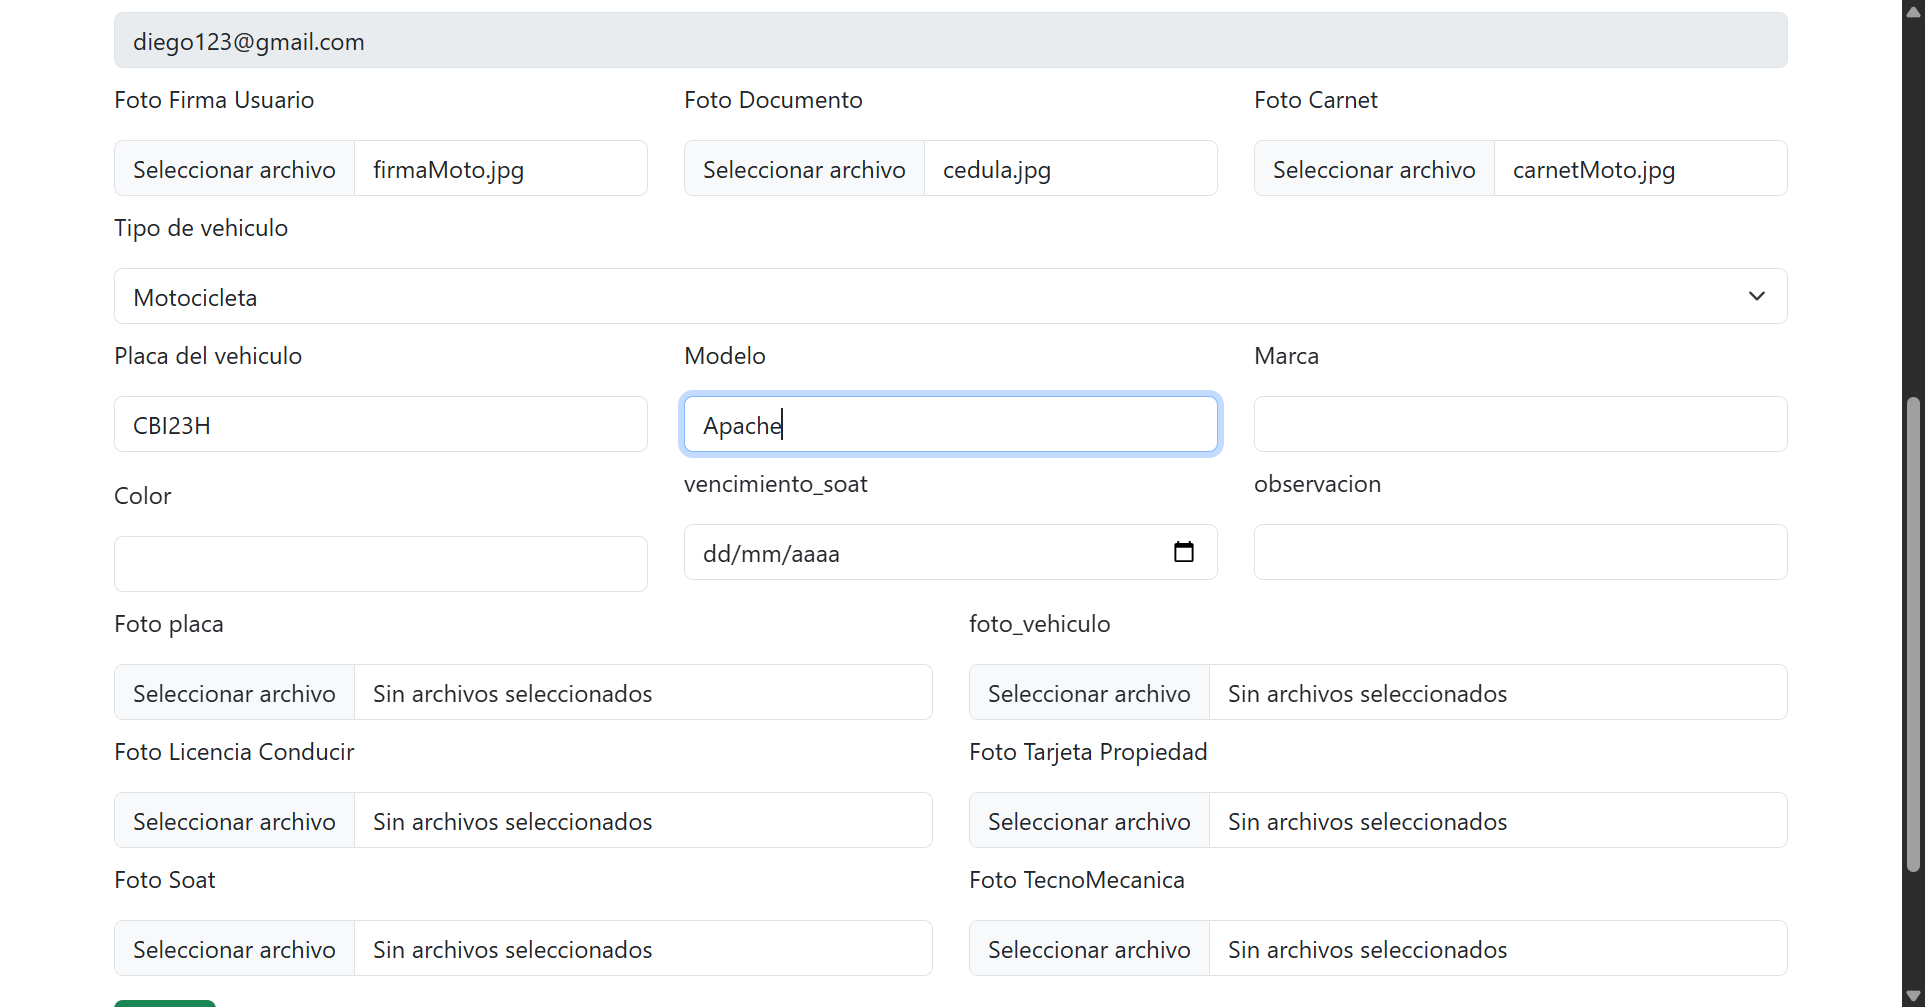 diego123@gmail.com
Foto Firma Usuario
Foto Documento
Foto Carnet
Seleccionar archivo firmaMoto.jpg
Seleccionar archivo cedula.jpg
Seleccionar archivo carnetMoto.jpg
Tipo de vehiculo
Motocicleta
Placa del vehiculo
Modelo
Marca
CBI23H
Apache
Color
vencimiento_soat
observacion
dd/mm/aaaa
Foto placa
foto_vehiculo
Seleccionar archivo Sin archivos seleccionados
Seleccionar archivo Sin archivos seleccionados
Foto Licencia Conducir
Foto Tarjeta Propiedad
Seleccionar archivo Sin archivos seleccionados
Seleccionar archivo Sin archivos seleccionados
Foto Soat
Foto TecnoMecanica
Seleccionar archivo Sin archivos seleccionados
Seleccionar archivo Sin archivos seleccionados